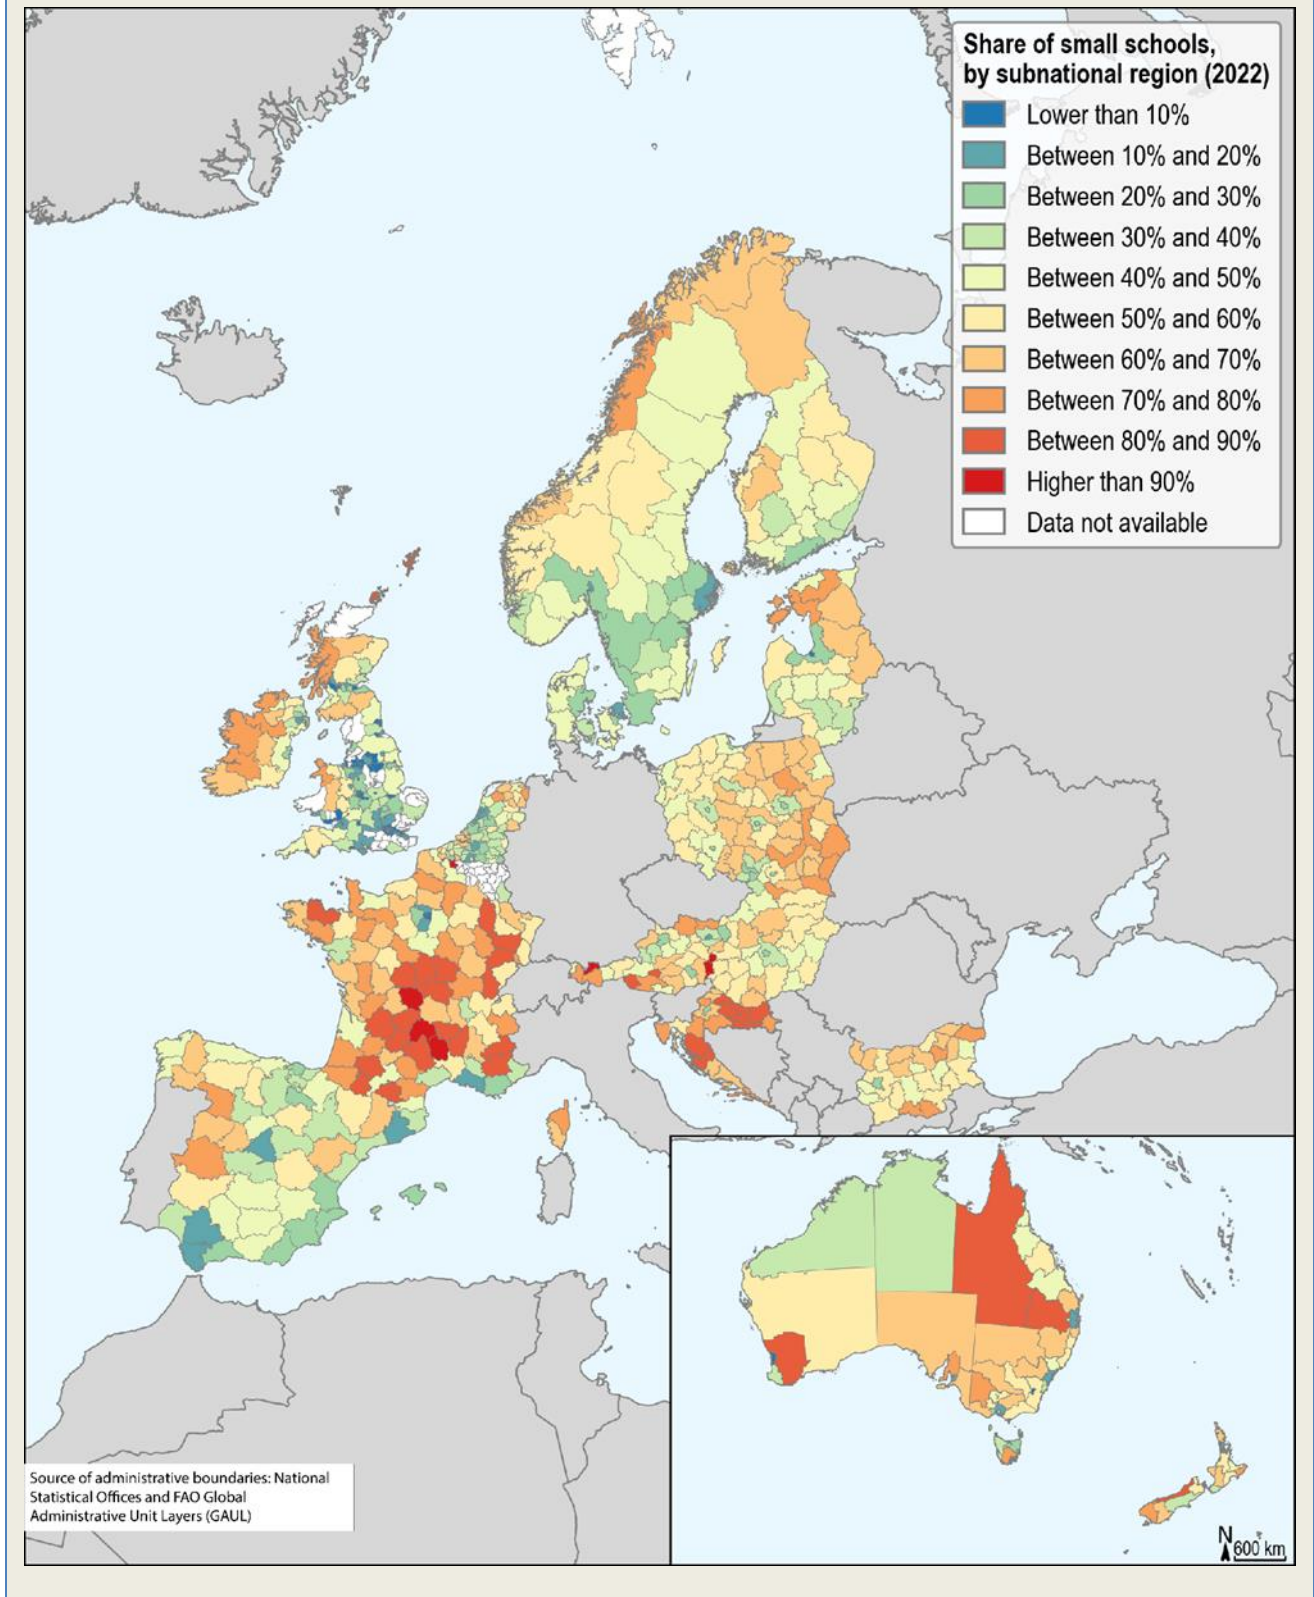 Share of small schools,
by subnational region (2022)
Lower than 10%
Between 10% and 20%
Between 20% and 30%
Between 30% and 40%
Between 40% and 50%
Between 50% and 60%
Between 60% and 70%
Between 70% and 80%
Between 80% and 90%
Higher than 90%
Data not available
Source of administrative boundaries: National
Statistical Offices and FAO Global
Administrative Unit Layers (GAUL)
N
600 km